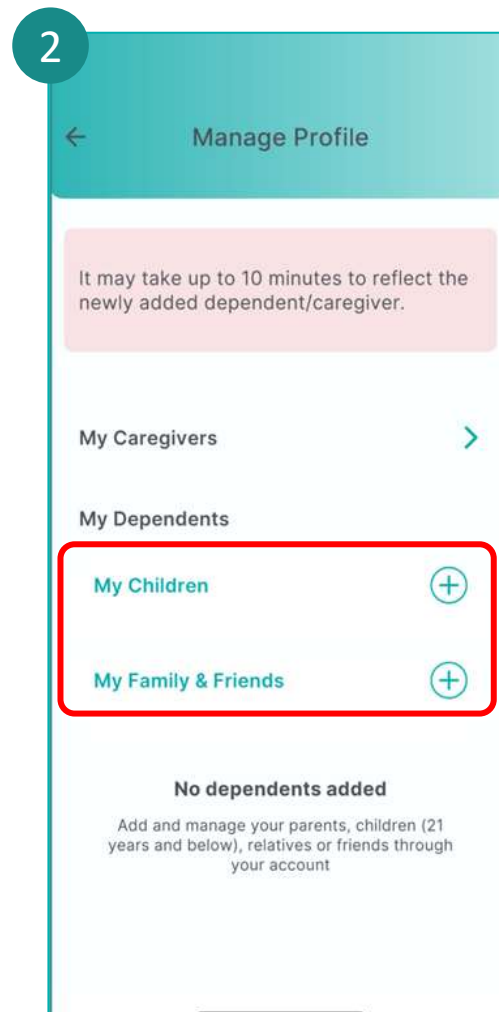 2
Manage Profile
It may take up to 10 minutes to reflect the
newly added dependent/caregiver.
My Caregivers
My Dependents
My Children
My Family & Friends
No dependents added
Add and manage your parents, children (21
years and below), relatives or friends through
your account